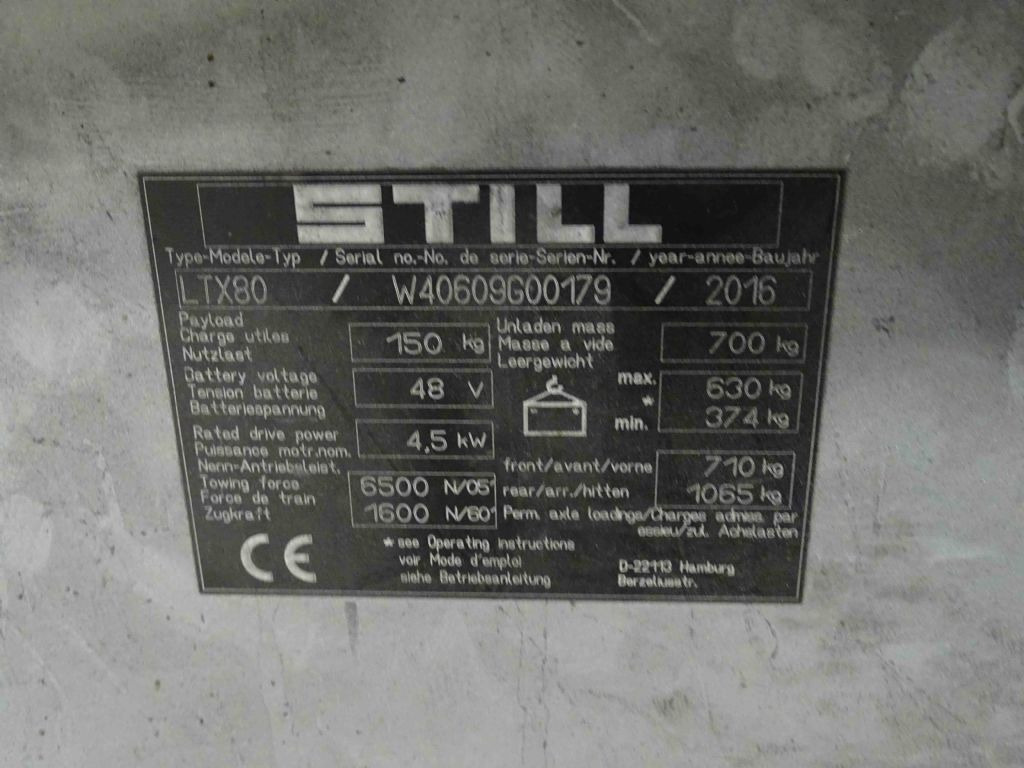 STILL
Type-Modele-Typ / Serial no.-No. de serie-Serien-Nr. / year-annee-Baujahr
LTX80 / W40609G00179 / 2016
Payload
Charge utiles
Nutzlast
150 kg
Unladen mass
Masse a vide
Leergewicht
700 kg
Battery voltage
Tension batterie
Batteriespannung
48 V
max. 630 kg
*
min. 374 kg
Rated drive power
Puissance motr.nom.
Nenn-Antriebsleist.
4,5 kW
Towing force
Force de train
Zugkraft
6500 N/05'
1600 N/60'
front/avant/vorne 710 kg
rear/arr./hitten 1065 kg
Perm. axle loadings/Charges admiss. par
essieu/zul. Achslasten
CE
*see Operating instructions
voir Mode d'emploi
siehe Betriebsanleitung
D-22113 Hamburg
Berzeliusstr.